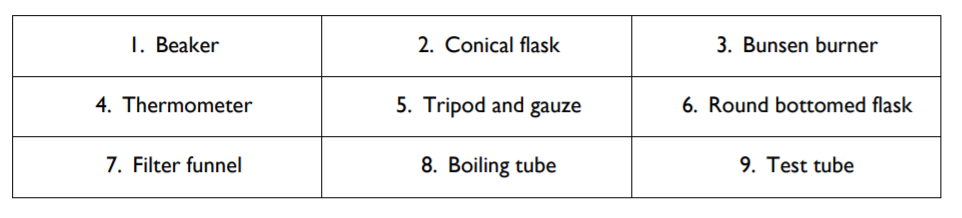 1. Beaker
2. Conical flask
3. Bunsen burner
4. Thermometer
5. Tripod and gauze
6. Round bottomed flask
7. Filter funnel
8. Boiling tube
9. Test tube